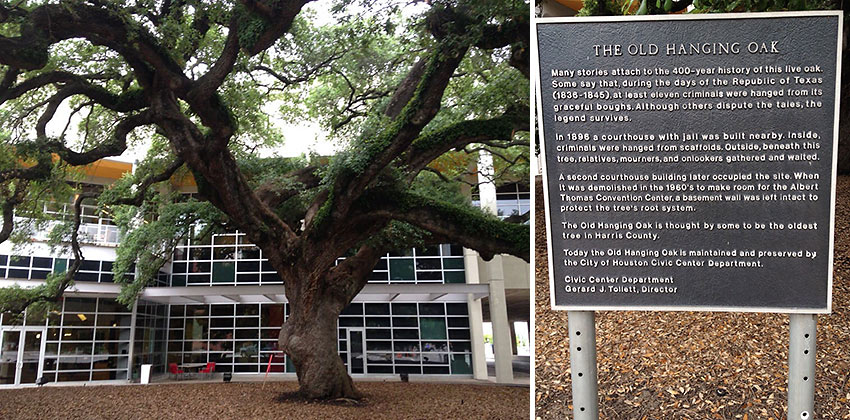 THE OLD HANGING OAK
Many stories attach to the 400-year history of this live oak.
Some say that, during the days of the Republic of Texas
(1836-1845), at least eleven criminals were hanged from its
graceful boughs. Although others dispute the tales, the
legend survives.
In 1896 a courthouse with jail was built nearby. Inside,
criminals were hanged from scaffolds. Outside, beneath this
tree, relatives, mourners, and onlookers gathered and waited.
A second courthouse building later occupied the site. When
it was demolished in the 1960's to make room for the Albert
Thomas Convention Center, a basement wall was left intact to
protect the tree's root system.
The Old Hanging Oak is thought by some to be the oldest
tree in Harris County.
Today the Old Hanging Oak is maintained and preserved by
the City of Houston Civic Center Department.
Civic Center Department
Gerard J. Tollett, Director